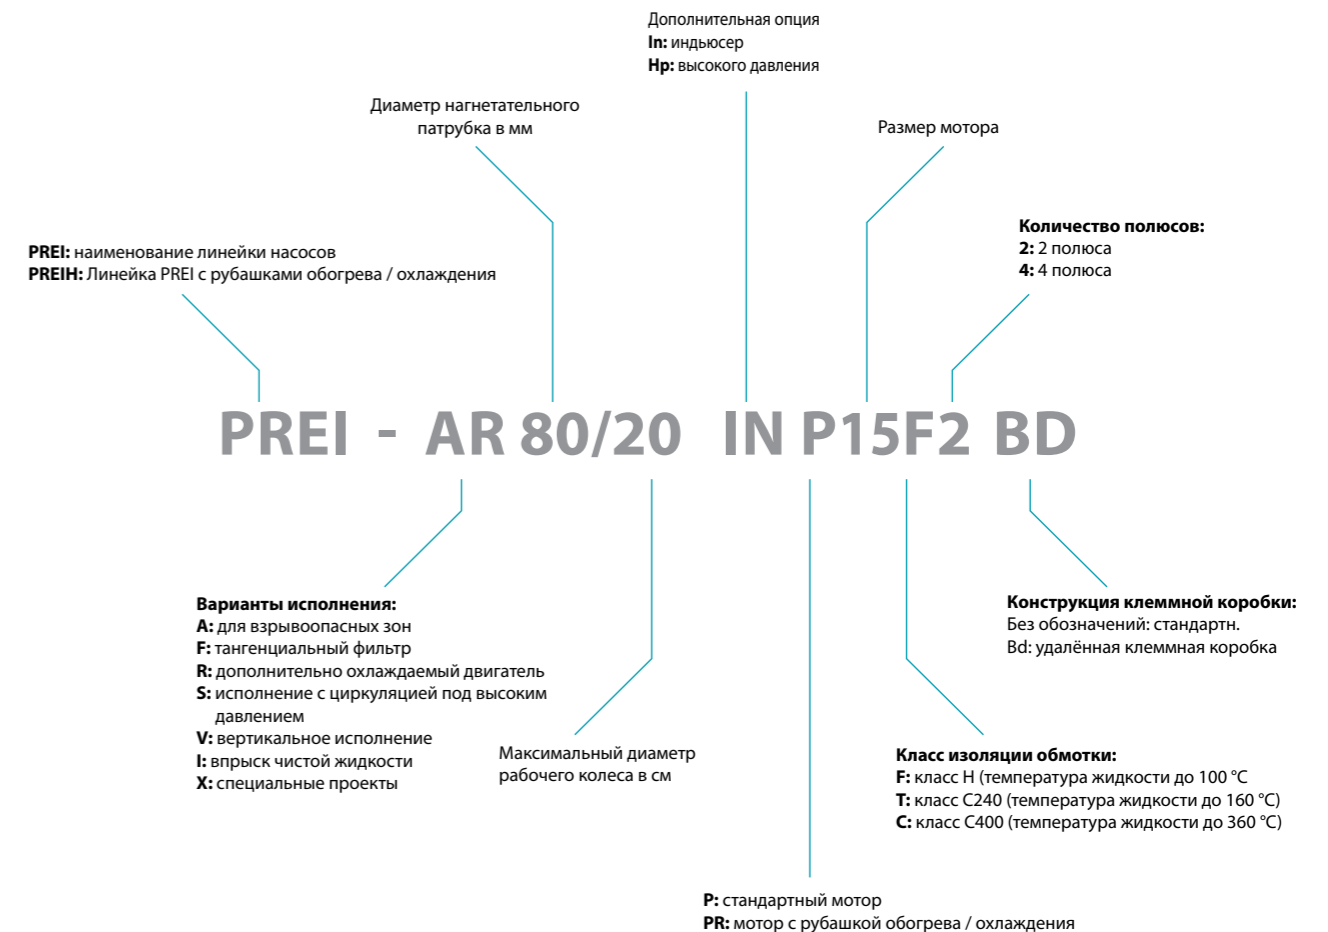 Дополнительная опция
In: индьюсер
Hp: высокого давления
Диаметр нагнетательного
патрубка в мм
Размер мотора
Количество полюсов:
2: 2 полюса
4: 4 полюса
PREI: наименование линейки насосов
PREIH: Линейка PREI с рубашками обогрева / охлаждения
PREI - AR 80/20 IN P15F2 BD
Варианты исполнения:
A: для взрывоопасных зон
F: тангенциальный фильтр
R: дополнительно охлаждаемый двигатель
S: исполнение с циркуляцией под высоким
давлением
V: вертикальное исполнение
I: впрыск чистой жидкости
X: специальные проекты
Максимальный диаметр
рабочего колеса в см
Конструкция клеммной коробки:
Без обозначений: стандартн.
Bd: удалённая клеммная коробка
Класс изоляции обмотки:
F: класс H (температура жидкости до 100 °C
T: класс C240 (температура жидкости до 160 °C)
C: класс C400 (температура жидкости до 360 °C)
P: стандартный мотор
PR: мотор с рубашкой обогрева / охлаждения